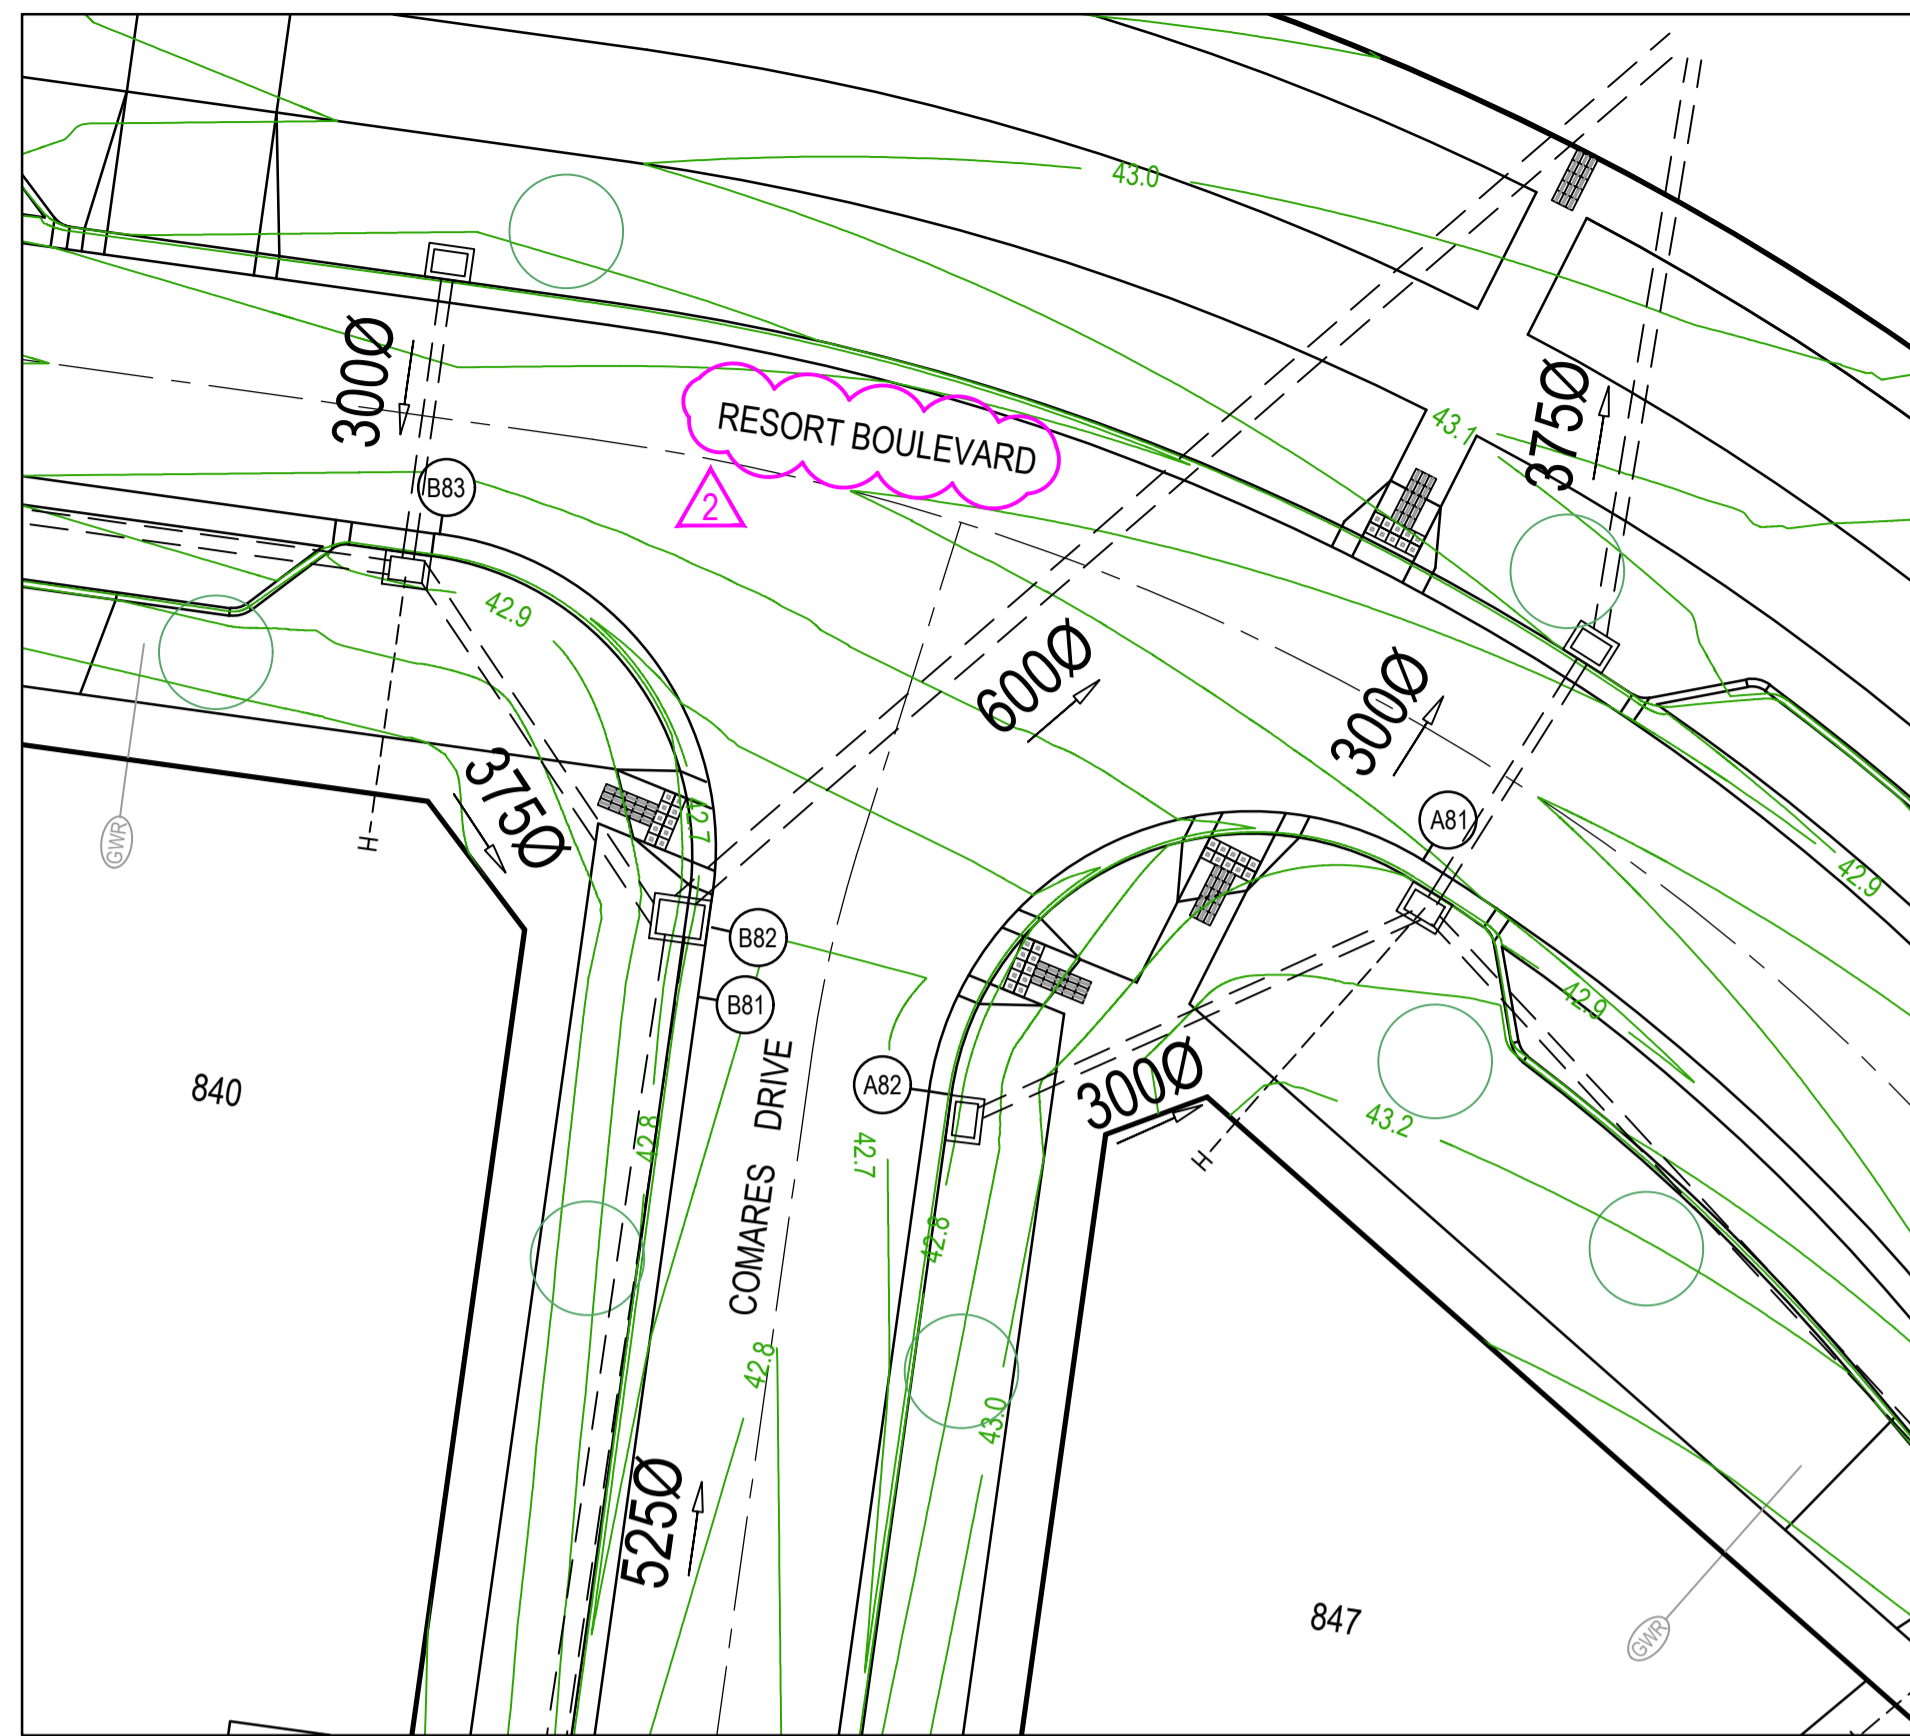 43.0
300Ø
RESORT BOULEVARD
2
43.1
375Ø
B83
42.9
600Ø
300Ø
375Ø
42.7
A81
42.9
GWR
H
B82
B81
42.9
COMARES DRIVE
A82
300Ø
840
42.8
42.7
43.2
H
42.8
42.8
43.0
525Ø
847
GWR